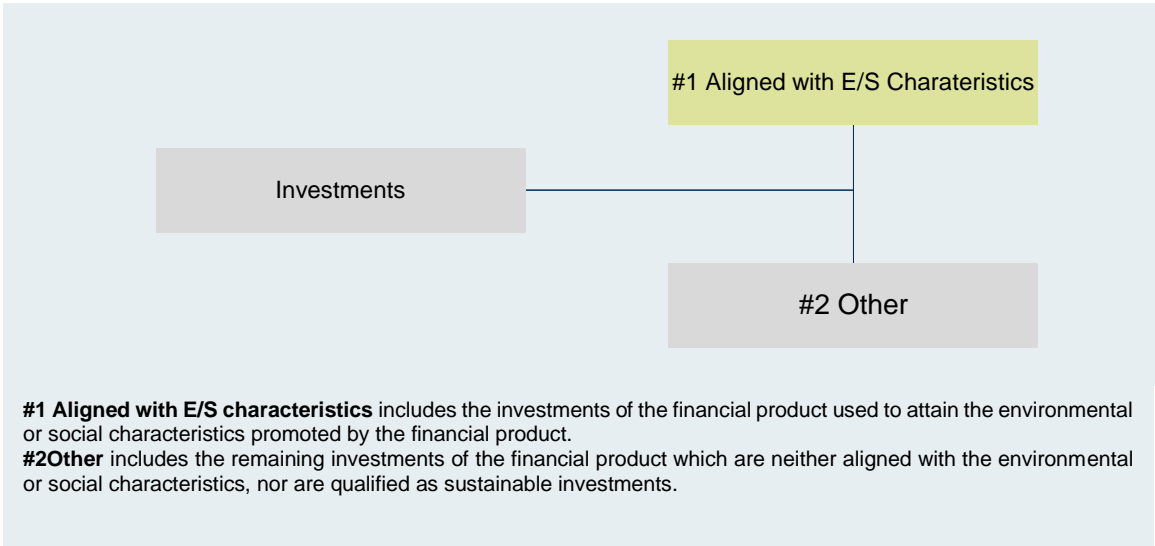 #1 Aligned with E/S Charateristics
Investments
#2 Other
#1 Aligned with E/S characteristics includes the investments of the financial product used to attain the environmental
or social characteristics promoted by the financial product.
#2Other includes the remaining investments of the financial product which are neither aligned with the environmental
or social characteristics, nor are qualified as sustainable investments.